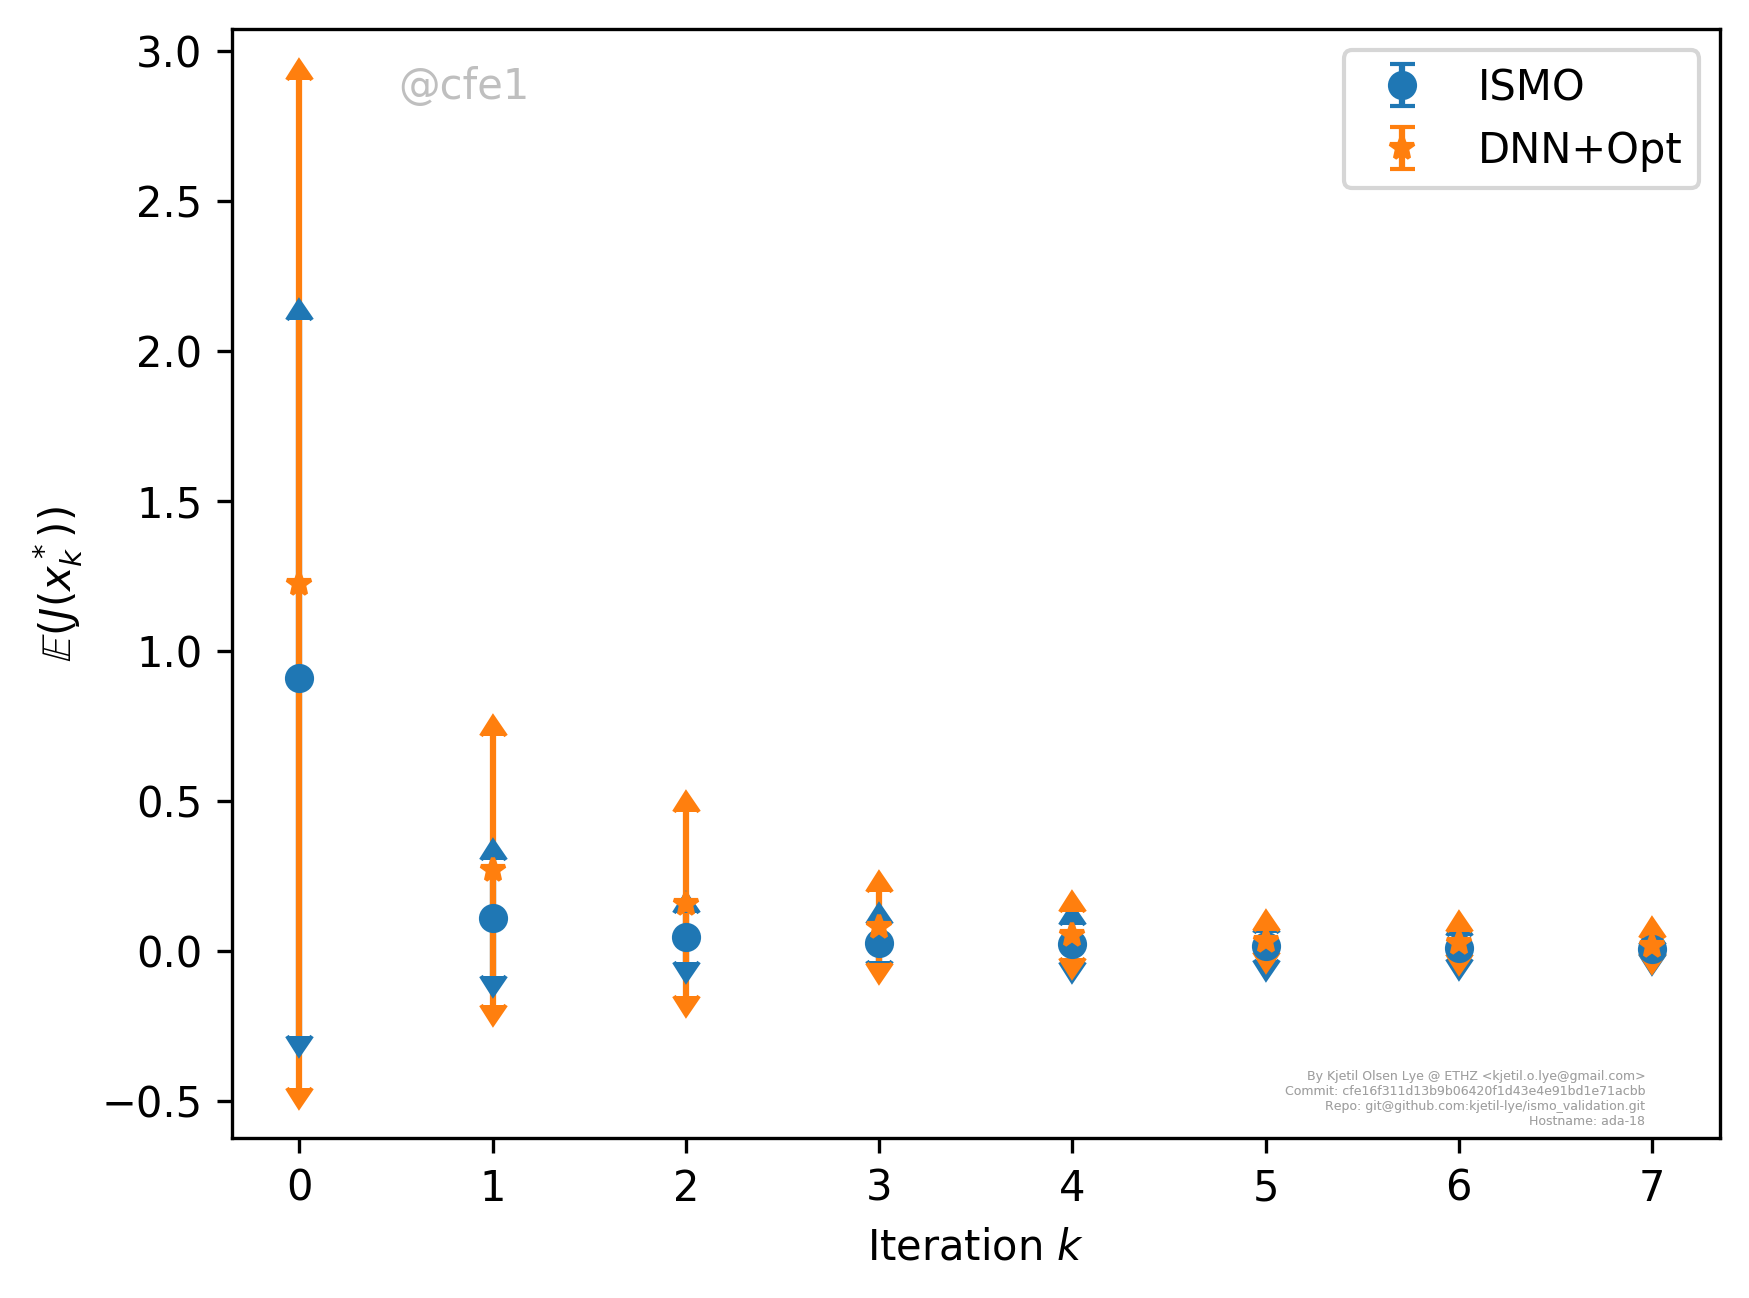 3.0
2.5
2.0
1.5
1.0
0.5
0.0
−0.5
𝔼(J(x*k))
@cfe1
ISMO
DNN+Opt
By Kjetil Olsen Lye @ ETHZ <kjetil.o.lye@gmail.com>
Commit: cfe16f311d13b9b06420f1d43e4e91bd1e71acbb
Repo: git@github.com:kjetil-lye/ismo_validation.git
Hostname: ada-18
0 1 2 3 4 5 6 7
Iteration k